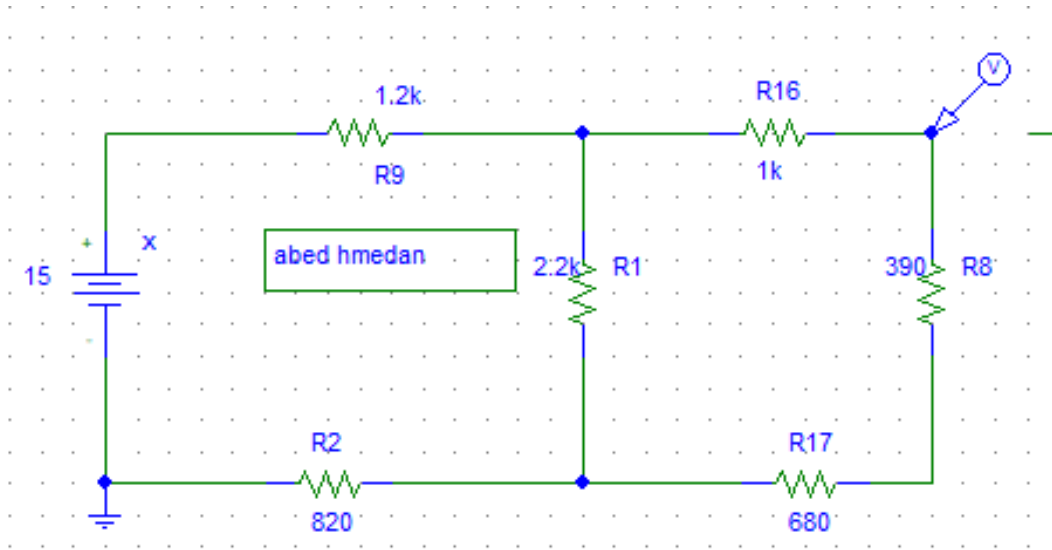 1.2k
R9
R16
1k
V
+
x
15
-
abed hmedan
2.2k
R1
390
R8
R2
820
R17
680